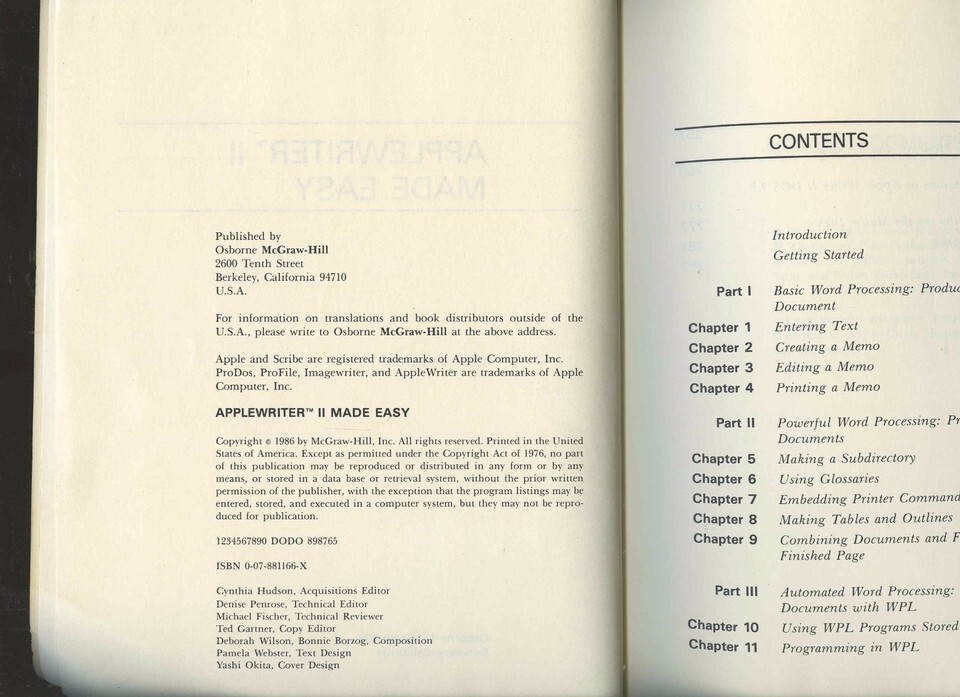 Published by
Osborne McGraw-Hill
2600 Tenth Street
Berkeley, California 94710
U.S.A.
For information on translations and book distributors outside of the
U.S.A., please write to Osborne McGraw-Hill at the above address.
Apple and Scribe are registered trademarks of Apple Computer, Inc.
ProDos, ProFile, Imagewriter, and AppleWriter are trademarks of Apple
Computer, Inc.
APPLEWRITER™ II MADE EASY
Copyright © 1986 by McGraw-Hill, Inc. All rights reserved. Printed in the United
States of America. Except as permitted under the Copyright Act of 1976, no part
of this publication may be reproduced or distributed in any form or by any
means, or stored in a data base or retrieval system, without the prior written
permission of the publisher, with the exception that the program listings may be
entered, stored, and executed in a computer system, but they may not be repro-
duced for publication.
1234567890 DODO 898765
ISBN 0-07-881166-X
Cynthia Hudson, Acquisitions Editor
Denise Penrose, Technical Editor
Michael Fischer, Technical Reviewer
Ted Gartner, Copy Editor
Deborah Wilson, Bonnie Borzog, Composition
Pamela Webster, Text Design
Yashi Okita, Cover Design
CONTENTS
Introduction
Getting Started
Part I Basic Word Processing: Produc
Document
Chapter 1 Entering Text
Chapter 2 Creating a Memo
Chapter 3 Editing a Memo
Chapter 4 Printing a Memo
Part II Powerful Word Processing: Pr
Documents
Chapter 5 Making a Subdirectory
Chapter 6 Using Glossaries
Chapter 7 Embedding Printer Command
Chapter 8 Making Tables and Outlines
Chapter 9 Combining Documents and F
Finished Page
Part III Automated Word Processing:
Documents with WPL
Chapter 10 Using WPL Programs Stored
Chapter 11 Programming in WPL